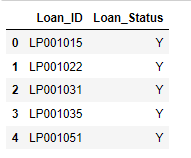 Loan_ID Loan_Status
0 LP001015 Y
1 LP001022 Y
2 LP001031 Y
3 LP001035 Y
4 LP001051 Y